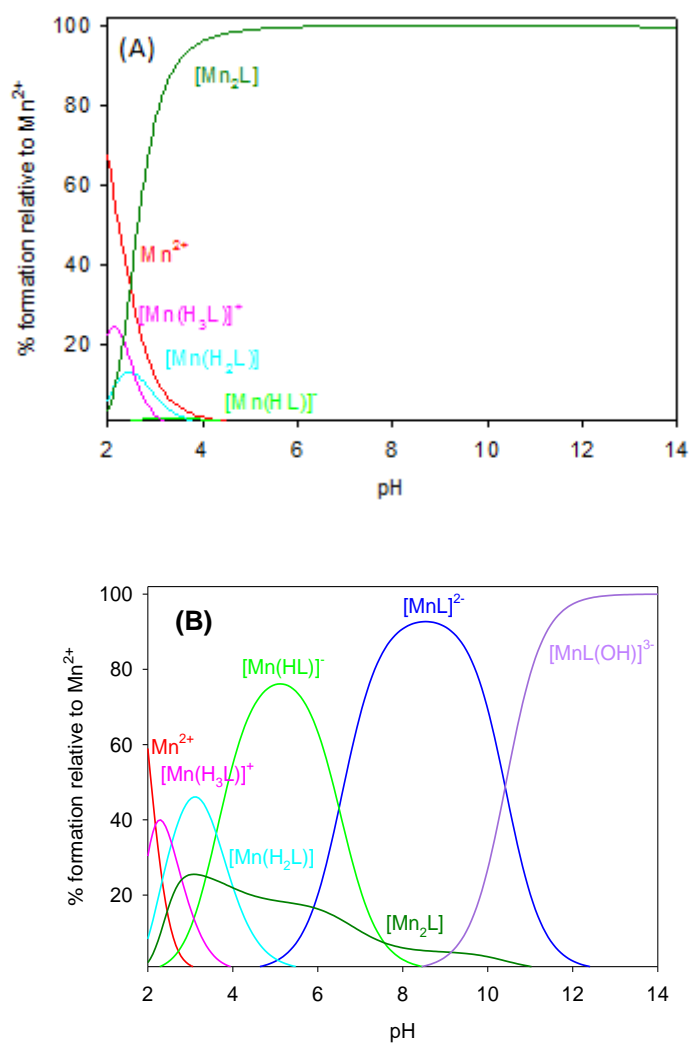 100
(A)
[Mn₂L]
80
60
Mn²⁺
40
[Mn(H₃L)]⁺
[Mn(H₂L)]
20
[Mn(HL)]⁻
2 4 6 8 10 12 14
pH
% formation relative to Mn²⁺
100
(B)
[MnL]²⁻
[MnL(OH)]³⁻
80
[Mn(HL)]⁻
60
Mn²⁺
[Mn(H₃L)]⁺
40
[Mn(H₂L)]
20
[Mn₂L]
2 4 6 8 10 12 14
pH
% formation relative to Mn²⁺